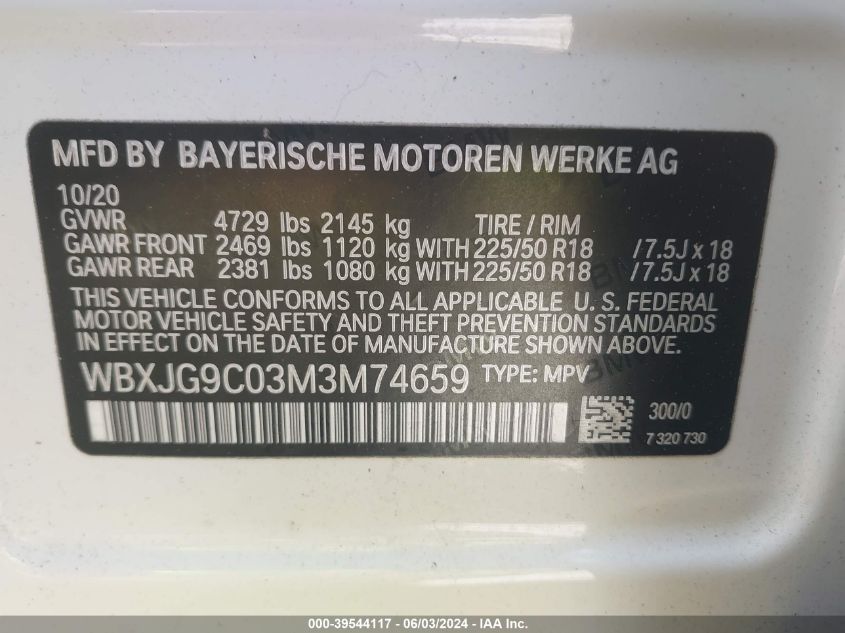 MFD BY BAYERISCHE MOTOREN WERKE AG
10/20
GVWR 4729 lbs 2145 kg TIRE / RIM
GAWR FRONT 2469 lbs 1120 kg WITH 225/50 R18 /7.5J x 18
GAWR REAR 2381 lbs 1080 kg WITH 225/50 R18 /7.5J x 18
THIS VEHICLE CONFORMS TO ALL APPLICABLE U. S. FEDERAL
MOTOR VEHICLE SAFETY AND THEFT PREVENTION STANDARDS
IN EFFECT ON THE DATE OF MANUFACTURE SHOWN ABOVE.
WBXJG9C03M3M74659 TYPE: MPV
300/0
7 320 730
000-39544117 - 06/03/2024 - IAA Inc.